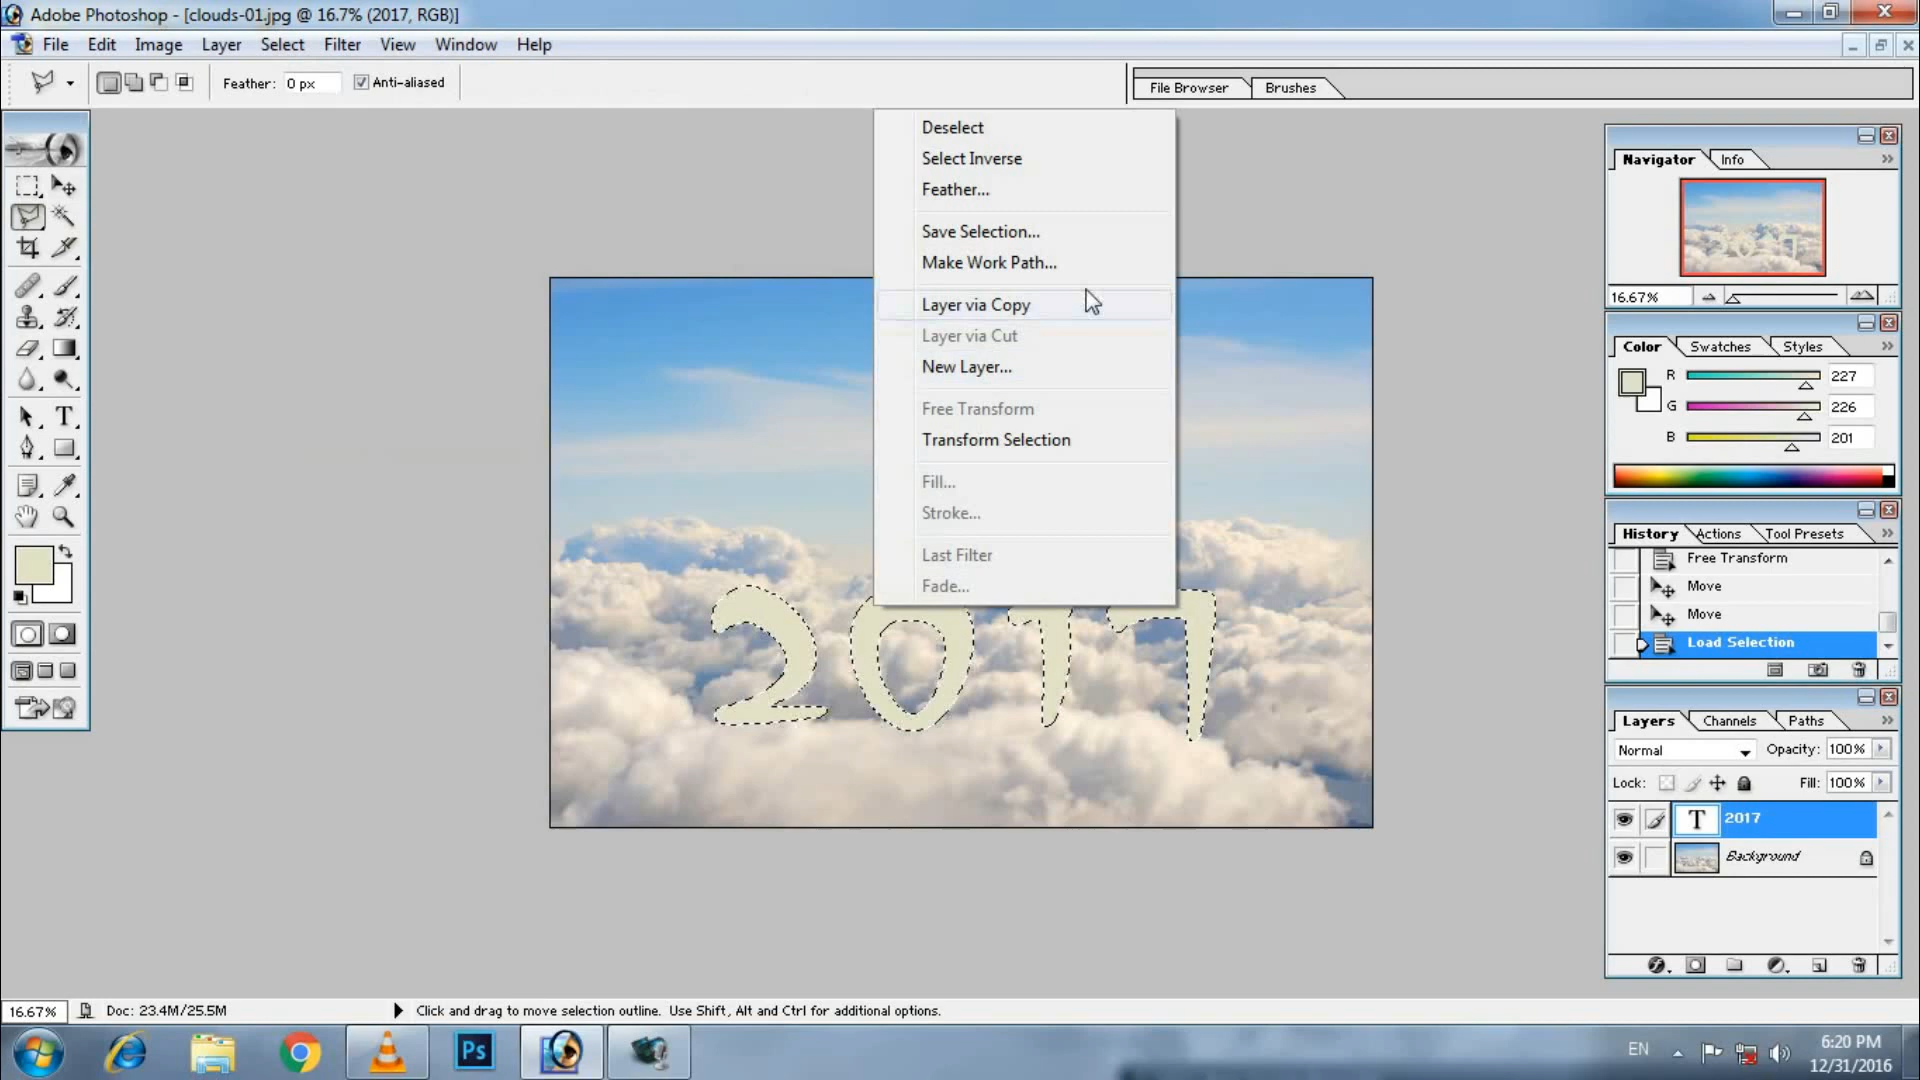 Adobe Photoshop - [clouds-01.jpg @ 16.7% (2017, RGB)]
File Edit Image Layer Select Filter View Window Help
Feather: 0 px Anti-aliased
File Browser Brushes
Deselect
Select Inverse
Feather...
Save Selection...
Make Work Path...
Layer via Copy
Layer via Cut
New Layer...
Free Transform
Transform Selection
Fill...
Stroke...
Last Filter
Fade...
2017
Navigator Info
16.67%
Color Swatches Styles
R 227
G 226
B 201
History Actions Tool Presets
Free Transform
Move
Move
Load Selection
Layers Channels Paths
Normal Opacity: 100%
Lock: Fill: 100%
T 2017
Background
16.67% Doc: 23.4M/25.5M Click and drag to move selection outline. Use Shift, Alt and Ctrl for additional options.
Ps
EN
6:20 PM
12/31/2016